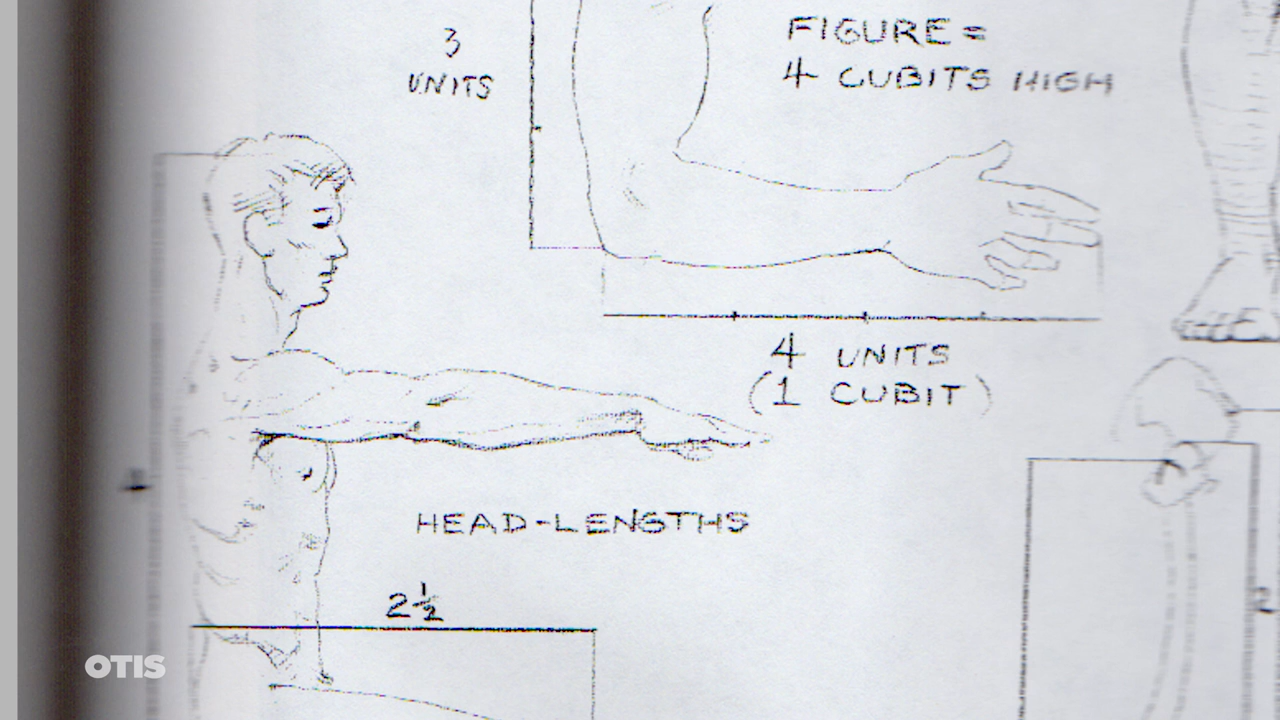 3
UNITS
FIGURE =
4 CUBITS HIGH
4 UNITS
(1 CUBIT)
HEAD-LENGTHS
2½
OTIS